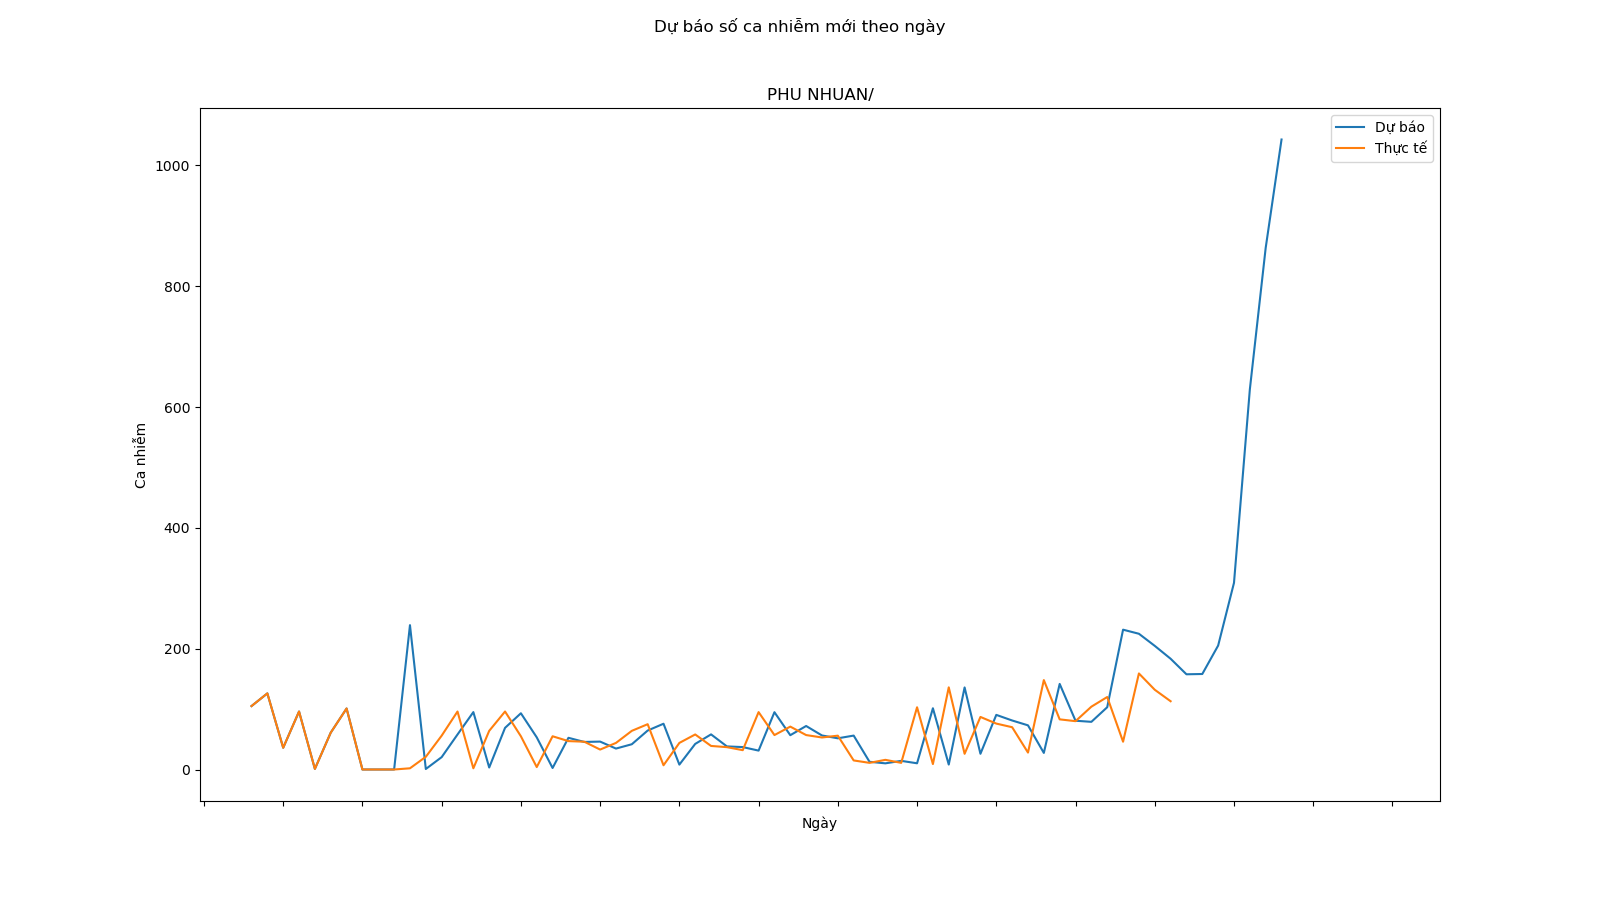 Dự báo số ca nhiễm mới theo ngày
PHU NHUAN/
Dự báo
Thực tế
1000
800
600
400
200
0
Ca nhiễm
Ngày